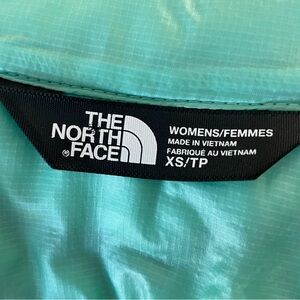 THE
NORTH
FACE
WOMENS/FEMMES
MADE IN VIETNAM
FABRIQUÉ AU VIETNAM
XS/TP